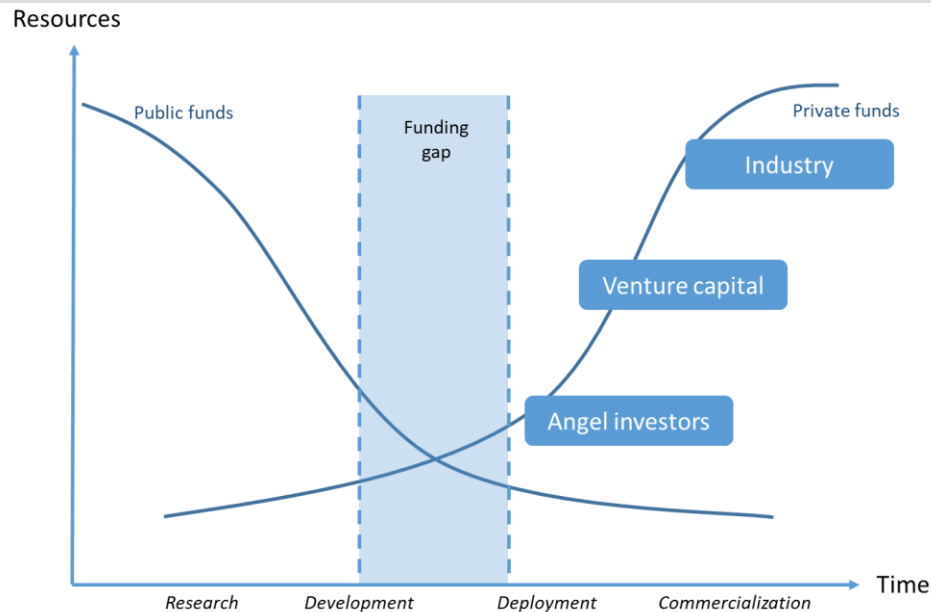 Resources
Public funds
Funding
gap
Private funds
Industry
Venture capital
Angel investors
Time
Research
Development
Deployment
Commercialization